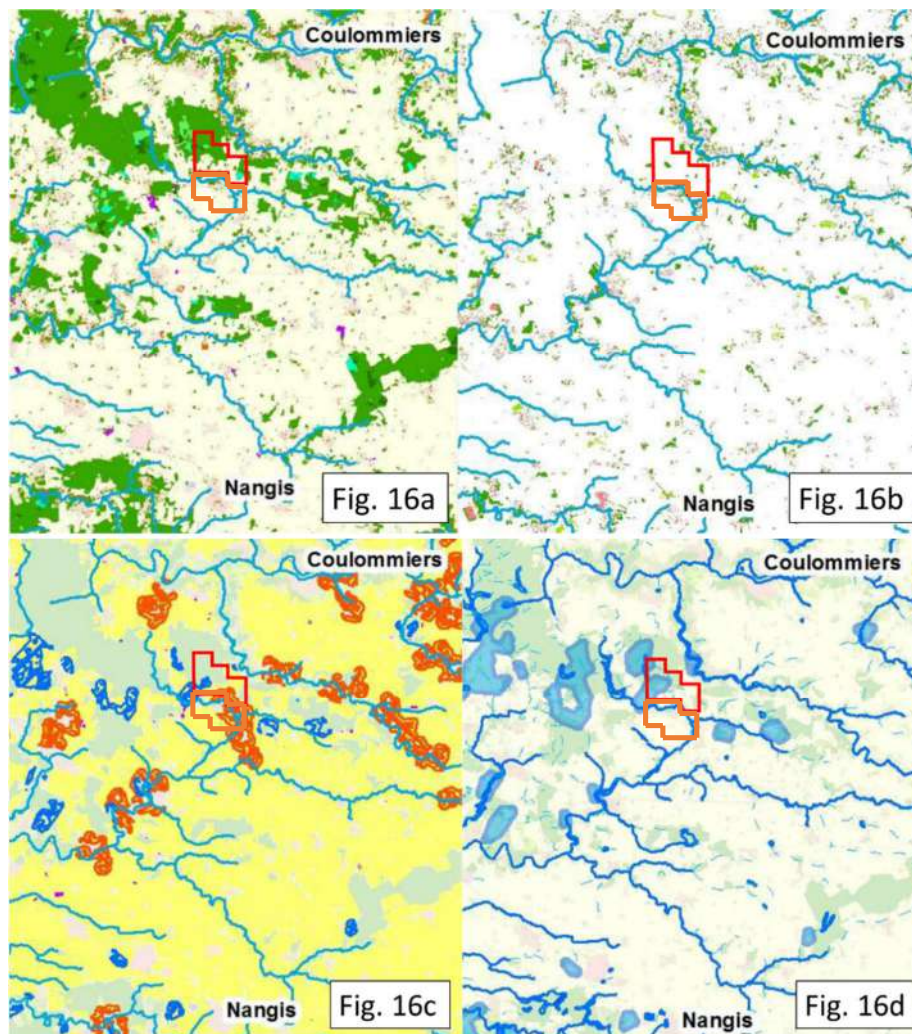 Coulommiers
Coulommiers
Nangis
Fig. 16a
Nangis
Fig. 16b
Coulommiers
Coulommiers
Nangis
Fig. 16c
Nangis
Fig. 16d